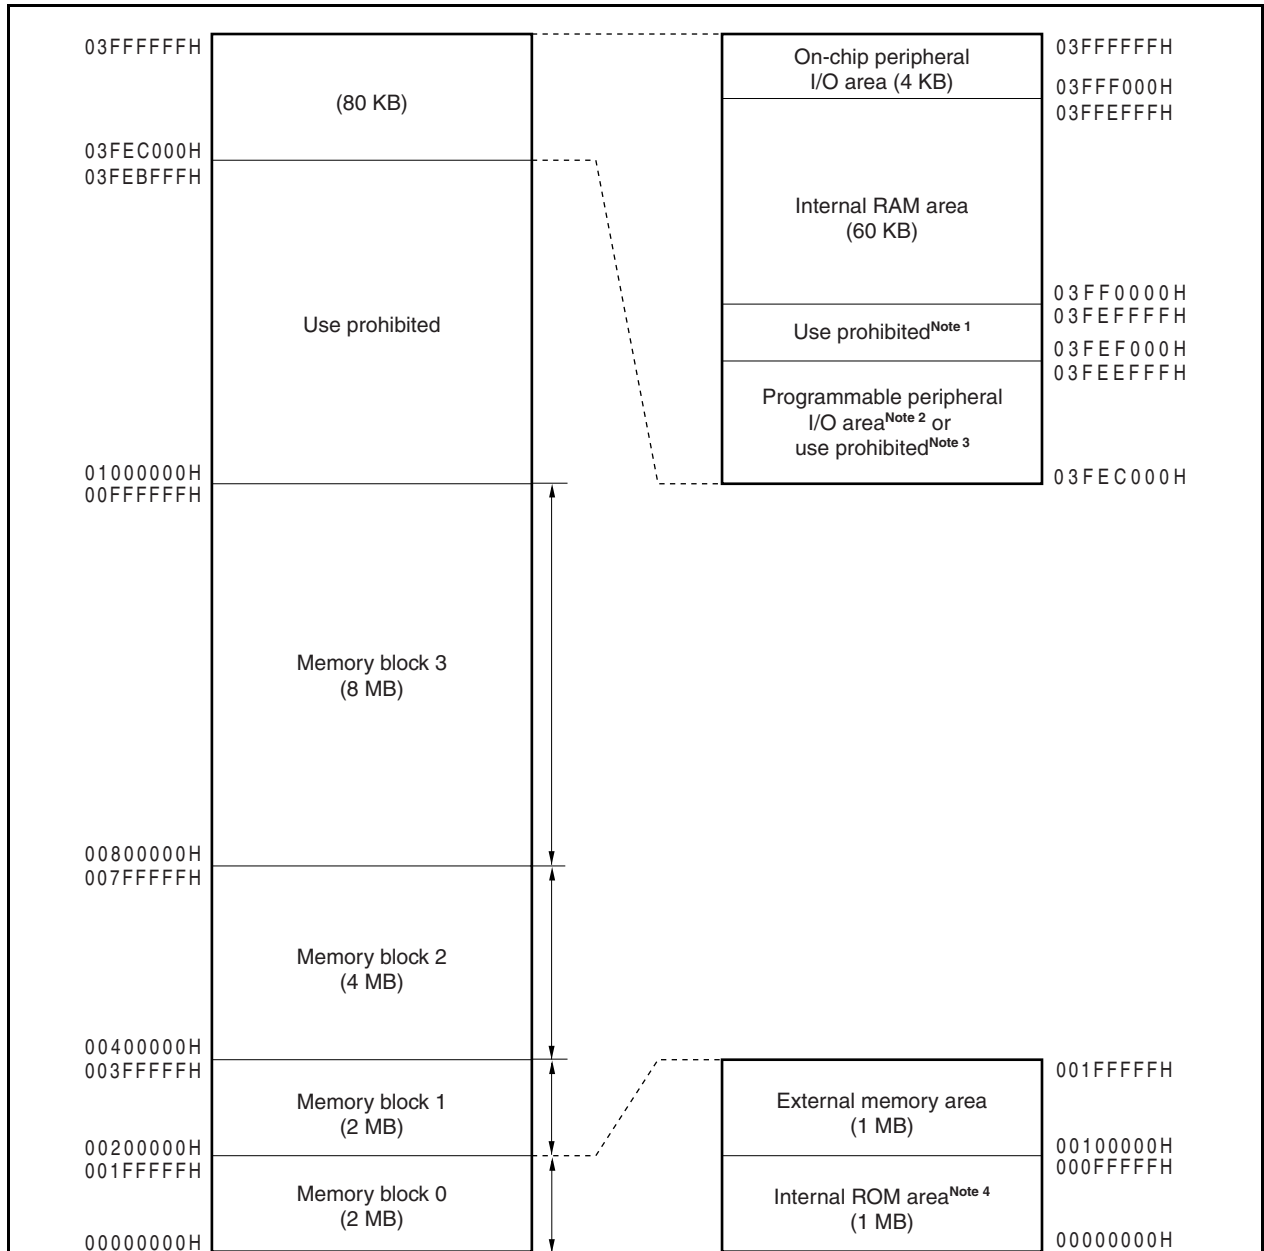 03FFFFFFH
(80 KB)
03FEC000H
03FEBFFFH
Use prohibited
01000000H
00FFFFFFH
Memory block 3
(8 MB)
00800000H
007FFFFFH
Memory block 2
(4 MB)
00400000H
003FFFFFH
Memory block 1
(2 MB)
00200000H
001FFFFFH
Memory block 0
(2 MB)
00000000H
On-chip peripheral
I/O area (4 KB)
03FFFFFFH
03FFF000H
03FFEFFFH
Internal RAM area
(60 KB)
03FF0000H
03FEFFFFH
Use prohibitedNote 1
03FEF000H
03FEEFFFH
Programmable peripheral
I/O areaNote 2 or
use prohibitedNote 3
03FEC000H
001FFFFFH
External memory area
(1 MB)
00100000H
000FFFFFH
Internal ROM areaNote 4
(1 MB)
00000000H